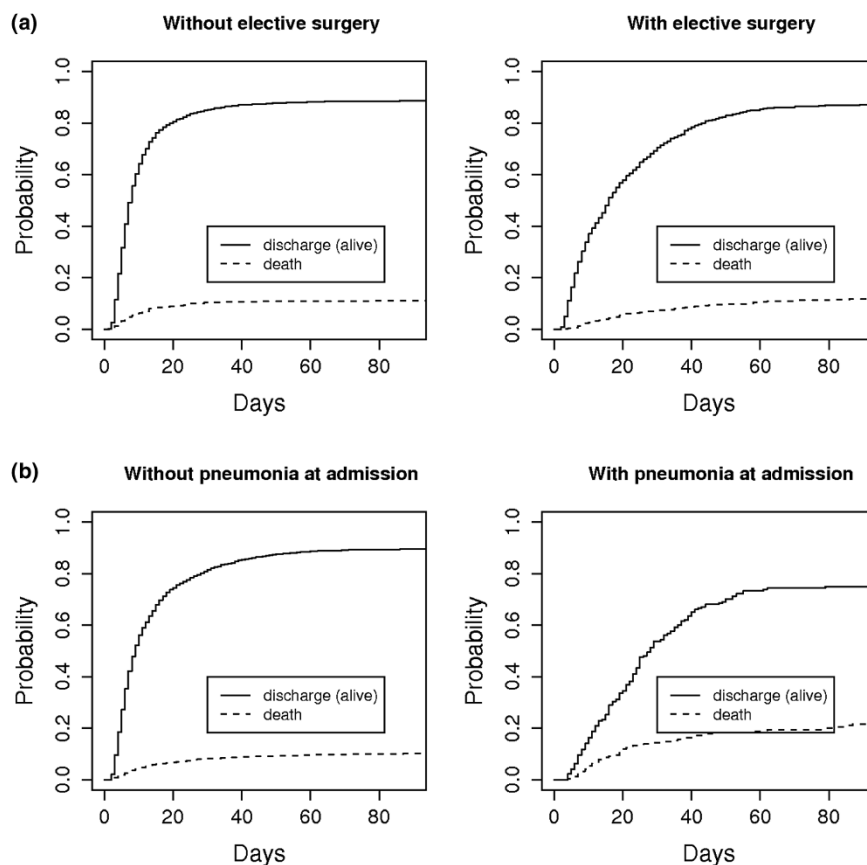 (a)
Without elective surgery
With elective surgery
Probability
0.0 0.2 0.4 0.6 0.8 1.0
discharge (alive)
death
0 20 40 60 80
Days
Probability
0.0 0.2 0.4 0.6 0.8 1.0
discharge (alive)
death
0 20 40 60 80
Days
(b)
Without pneumonia at admission
With pneumonia at admission
Probability
0.0 0.2 0.4 0.6 0.8 1.0
discharge (alive)
death
0 20 40 60 80
Days
Probability
0.0 0.2 0.4 0.6 0.8 1.0
discharge (alive)
death
0 20 40 60 80
Days